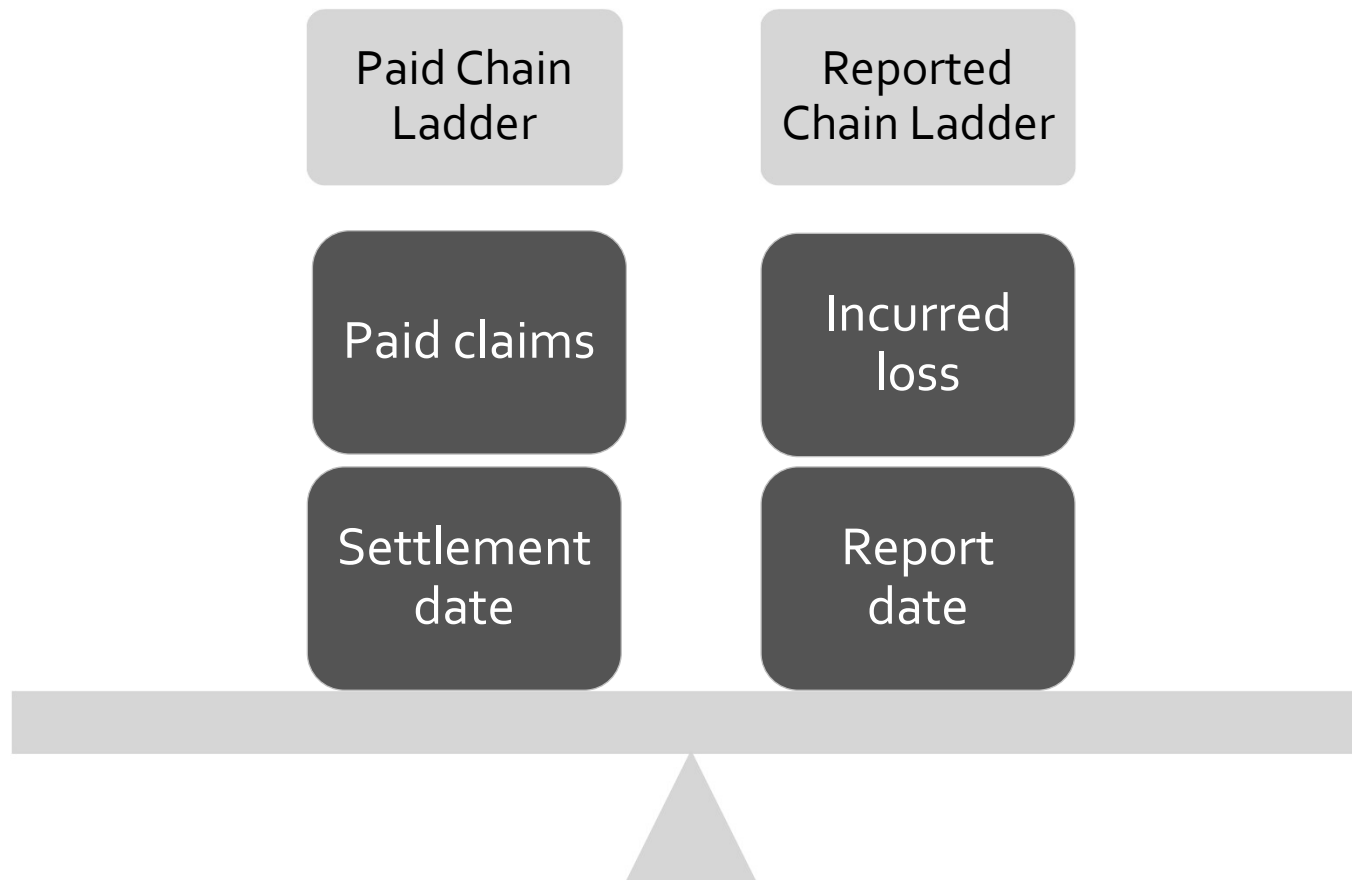 Paid Chain
Ladder
Reported
Chain Ladder
Paid claims
Incurred
loss
Settlement
date
Report
date